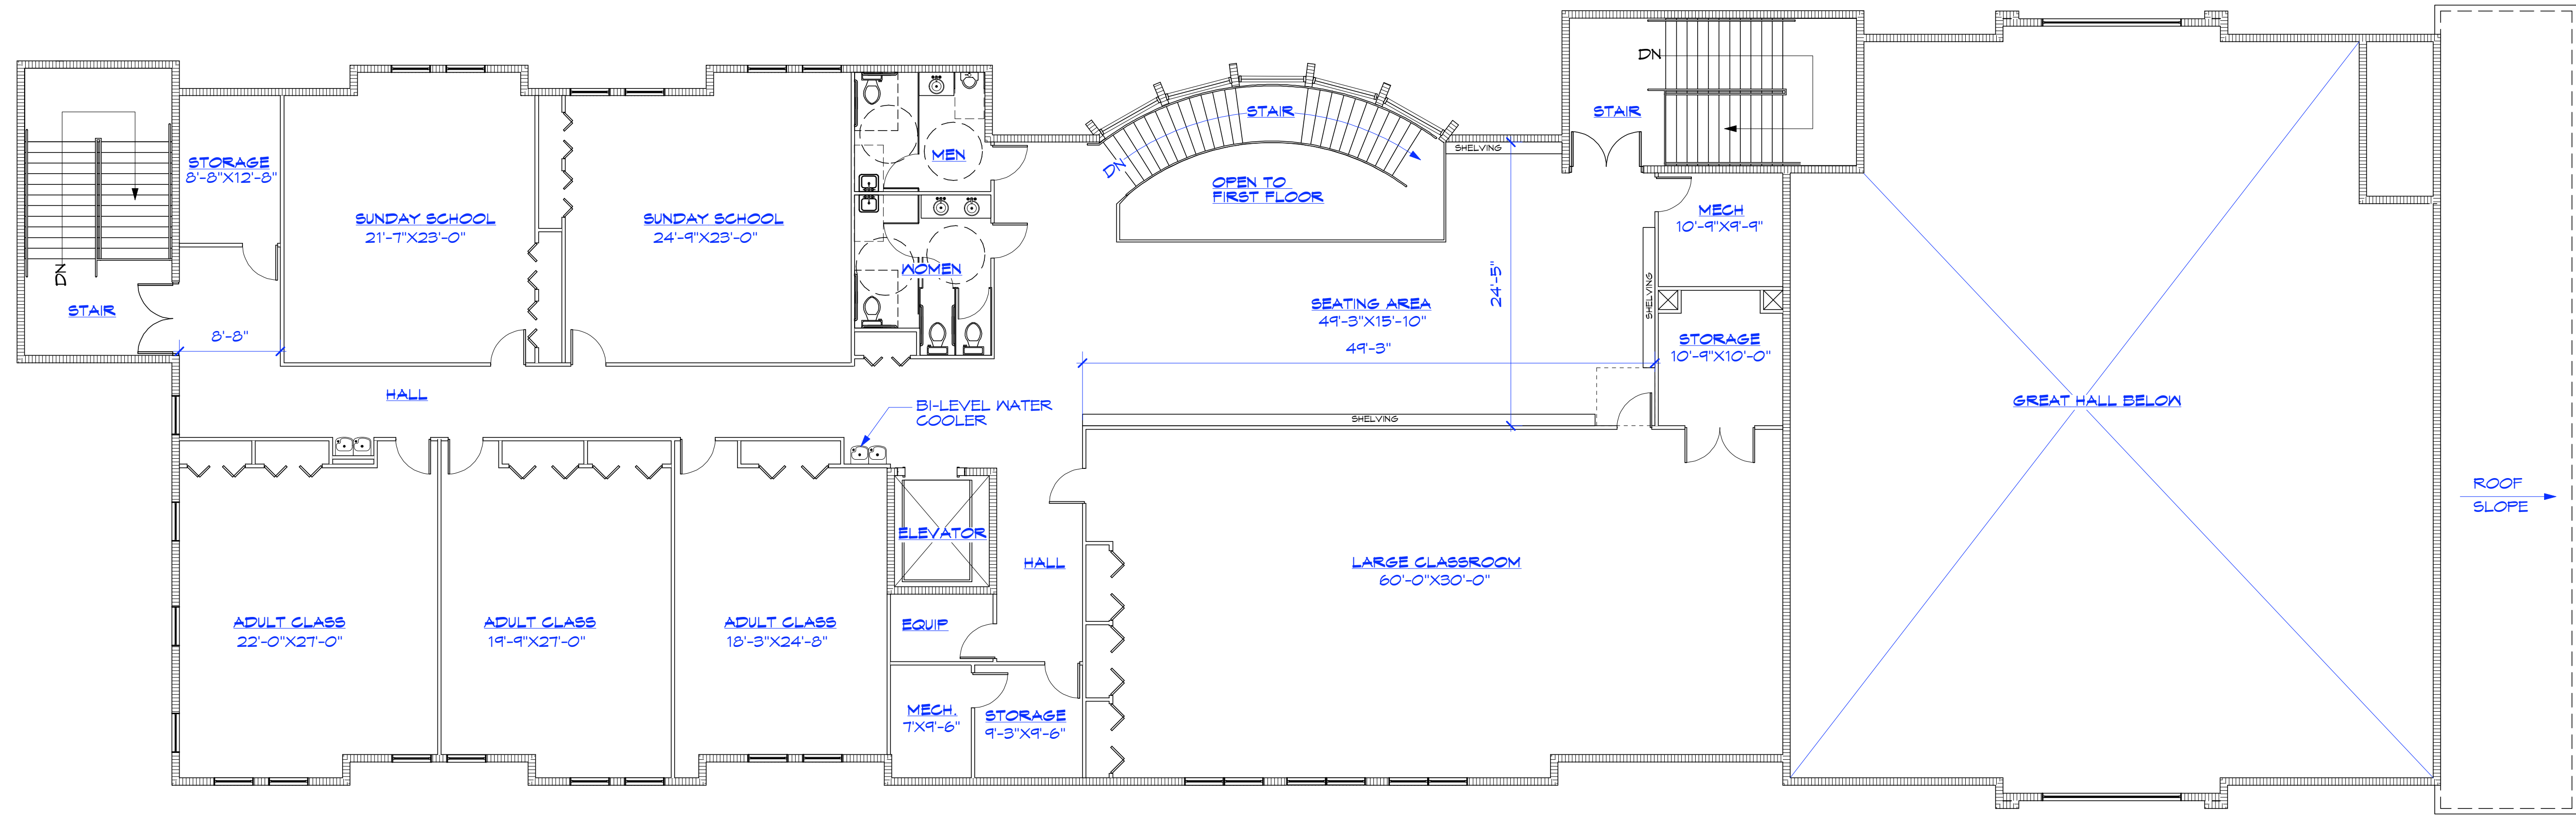 DN
STAIR
STORAGE
8'-8"X12'-8"
8'-8"
SUNDAY SCHOOL
21'-7"X23'-0"
SUNDAY SCHOOL
24'-9"X23'-0"
MEN
WOMEN
HALL
BI-LEVEL WATER
COOLER
STAIR
DN
OPEN TO
FIRST FLOOR
SHELVING
SEATING AREA
49'-3"X15'-10"
49'-3"
24'-5"
SHELVING
SHELVING
DN
STAIR
MECH
10'-9"X9'-9"
STORAGE
10'-9"X10'-0"
GREAT HALL BELOW
ROOF
SLOPE
ADULT CLASS
22'-0"X27'-0"
ADULT CLASS
19'-9"X27'-0"
ADULT CLASS
18'-3"X24'-8"
ELEVATOR
EQUIP
HALL
MECH.
7'X9'-6"
STORAGE
9'-3"X9'-6"
LARGE CLASSROOM
60'-0"X30'-0"